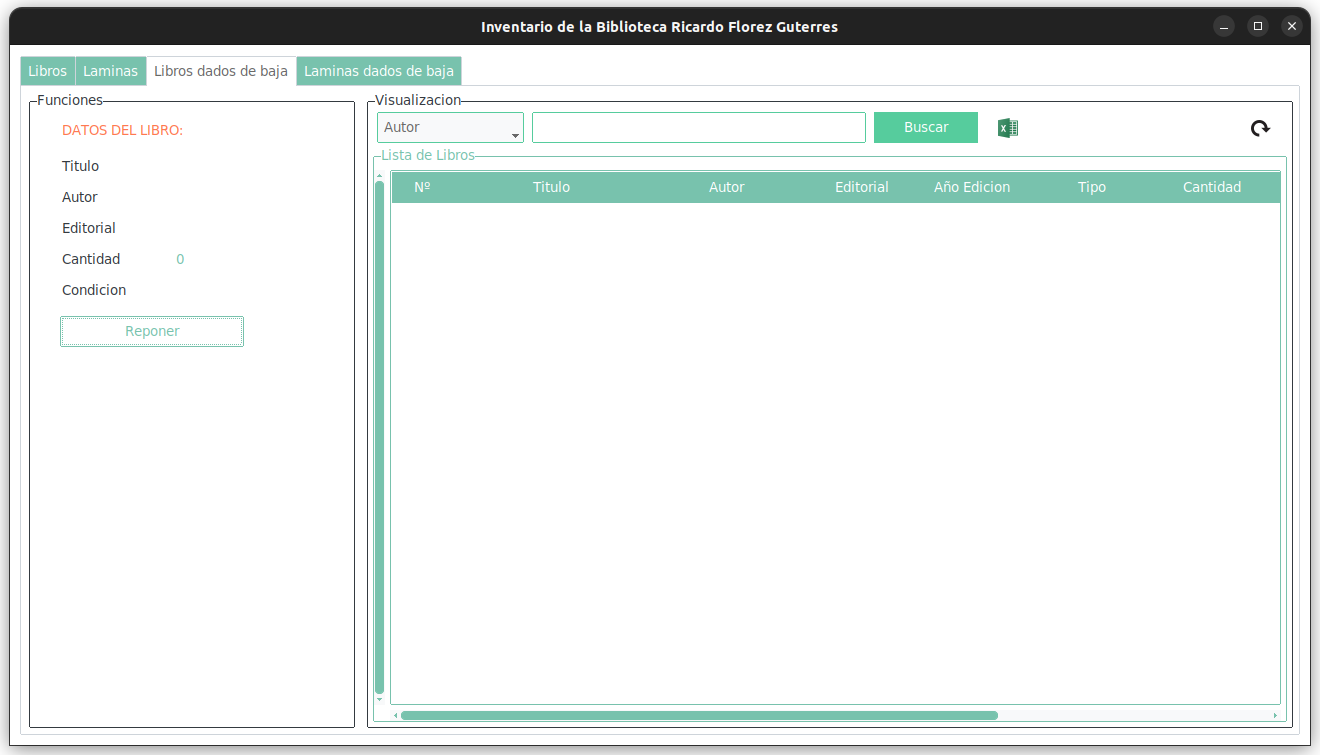 Inventario de la Biblioteca Ricardo Florez Guterres
Libros Laminas Libros dados de baja Laminas dados de baja
Funciones
DATOS DEL LIBRO:
Titulo
Autor
Editorial
Cantidad 0
Condicion
Reponer
Visualizacion
Autor Buscar
Lista de Libros
Nº Titulo Autor Editorial Año Edicion Tipo Cantidad